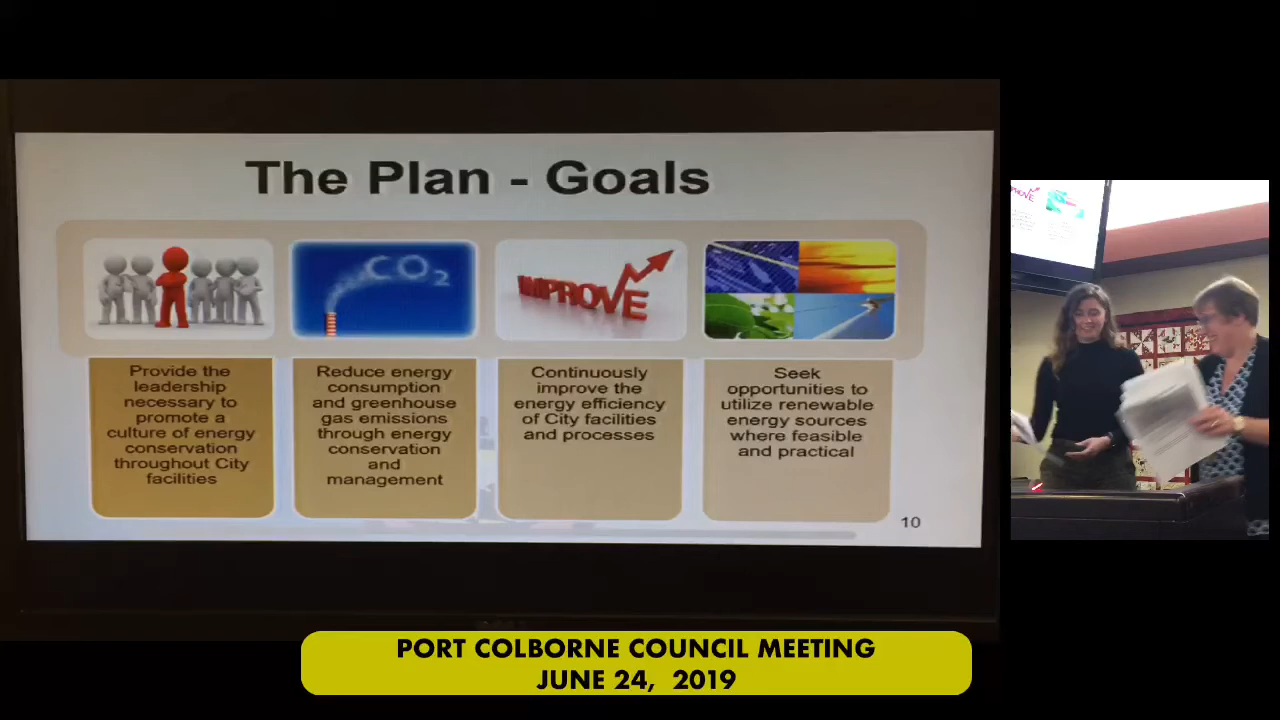 The Plan - Goals
CO2
IMPROVE
Provide the
leadership
necessary to
promote a
culture of energy
conservation
throughout City
facilities
Reduce energy
consumption
and greenhouse
gas emissions
through energy
conservation
and
management
Continuously
improve the
energy efficiency
of City facilities
and processes
Seek
opportunities to
utilize renewable
energy sources
where feasible
and practical
10
PORT COLBORNE COUNCIL MEETING
JUNE 24, 2019